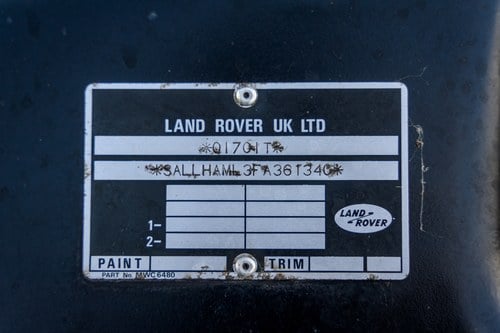 LAND ROVER UK LTD
*Q1701T*
*SALLHAML3FA361340*
LAND
ROVER
1-
2-
PAINT TRIM
PART No. MWC 6480